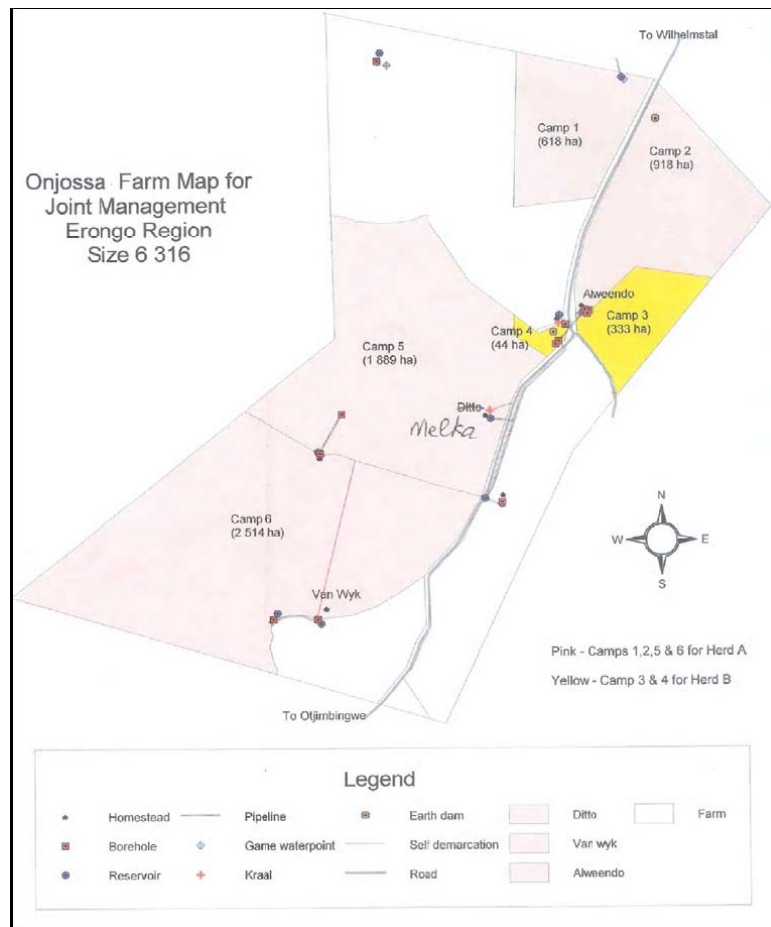 To Wilhelmstal
Onjossa Farm Map for
Joint Management
Erongo Region
Size 6 316
Camp 1
(618 ha)
Camp 2
(918 ha)
Alweendo
Camp 3
(333 ha)
Camp 4
(44 ha)
Camp 5
(1 889 ha)
Ditto
Melka
Camp 6
(2 514 ha)
Van Wyk
N
W
E
S
Pink - Camps 1,2,5 & 6 for Herd A
Yellow - Camp 3 & 4 for Herd B
To Otjimbingwe
Legend
Homestead
Pipeline
Earth dam
Ditto
Farm
Borehole
Game waterpoint
Self demarcation
Van wyk
Reservoir
Kraal
Road
Alweendo